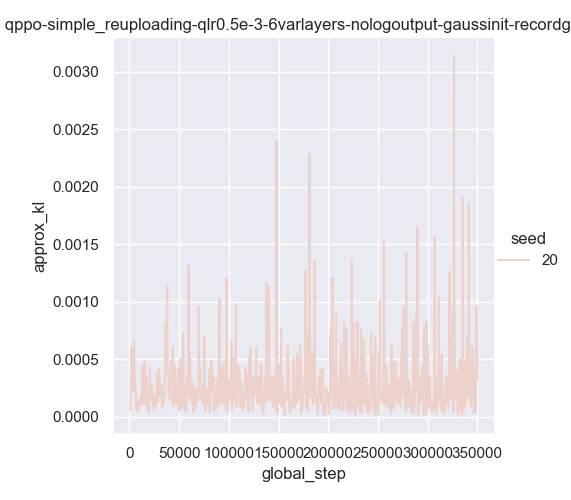 qppo-simple_reuploading-qlr0.5e-3-6varlayers-nologoutput-gaussinit-recordg
0.0030
0.0025
0.0020
0.0015
0.0010
0.0005
0.0000
approx_kl
seed
20
0 50000 100000 150000 200000 250000 300000 350000
global_step